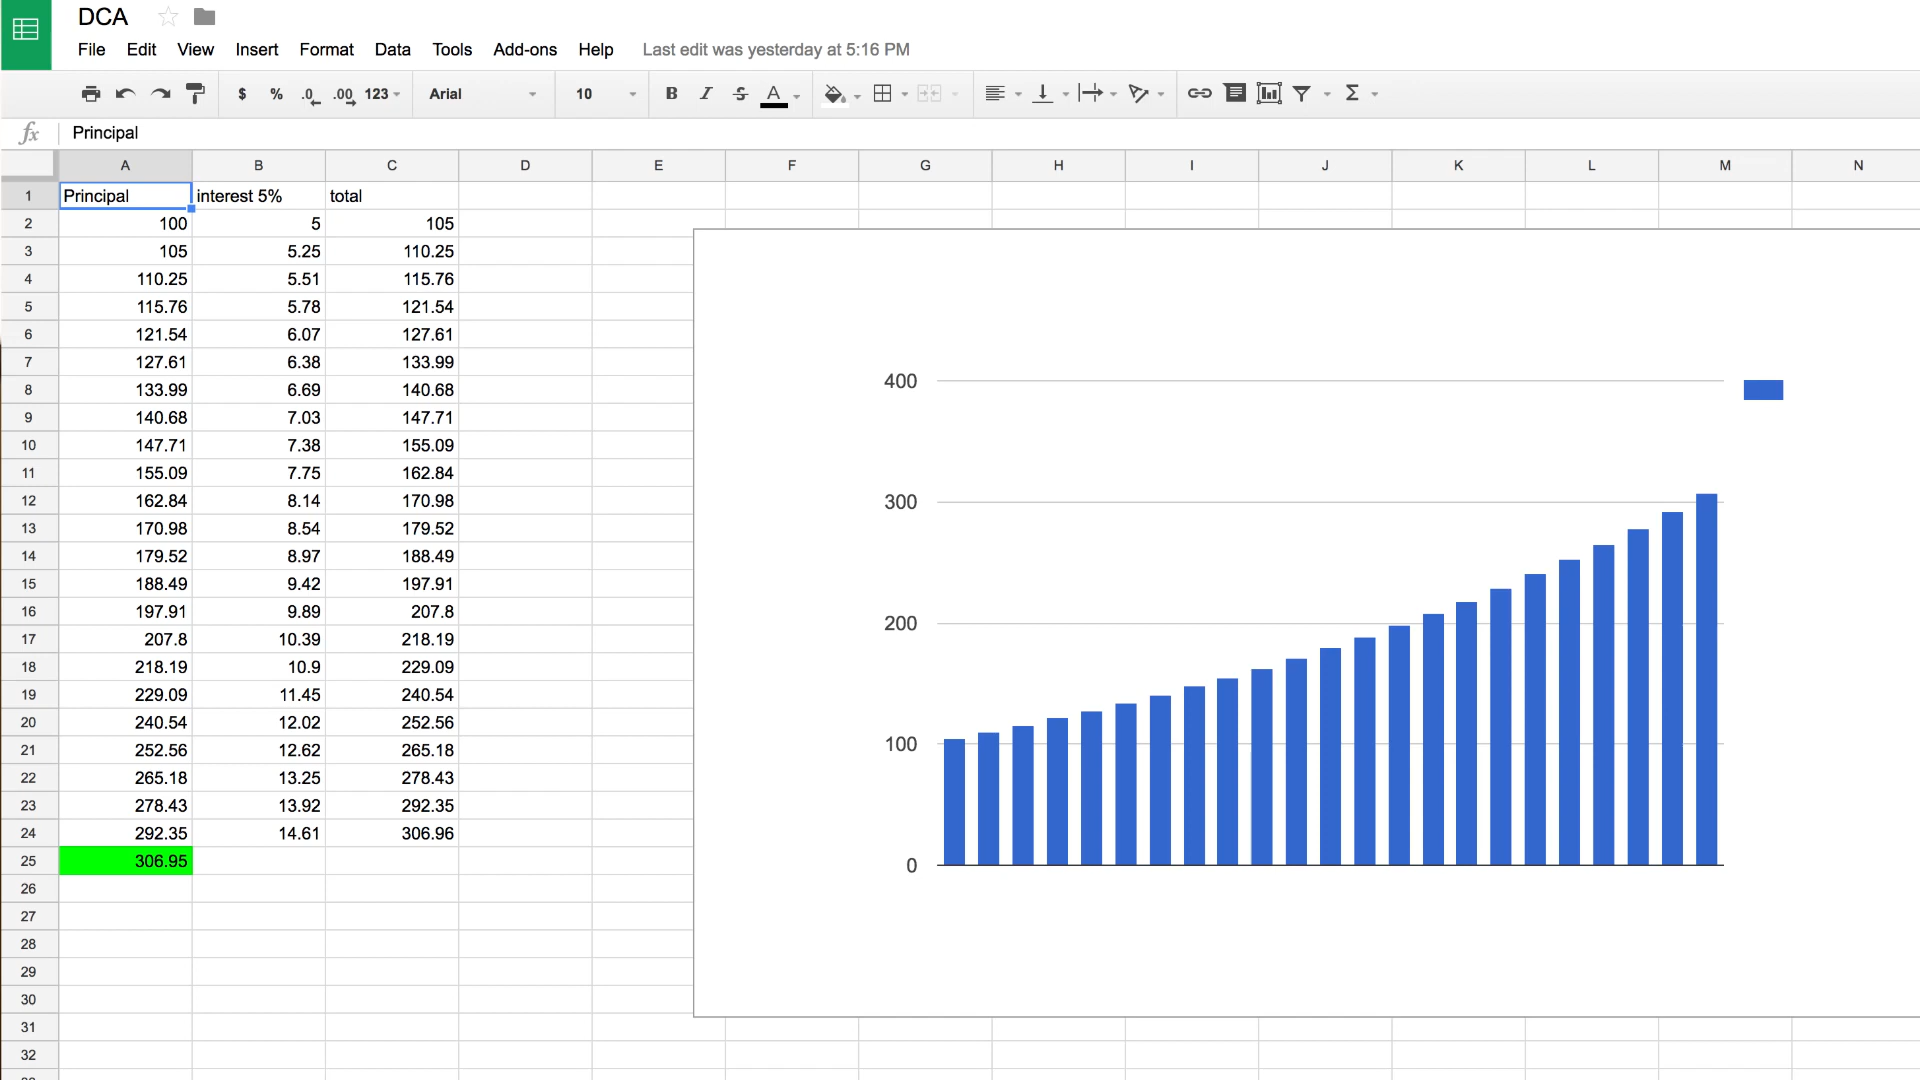 DCA
File Edit View Insert Format Data Tools Add-ons Help Last edit was yesterday at 5:16 PM
$ % .0 .00 123 Arial 10 B I S A Σ
fx Principal
A B C D E F G H I J K L M N
1 Principal interest 5% total
2 100 5 105
3 105 5.25 110.25
4 110.25 5.51 115.76
5 115.76 5.78 121.54
6 121.54 6.07 127.61
7 127.61 6.38 133.99
8 133.99 6.69 140.68
9 140.68 7.03 147.71
10 147.71 7.38 155.09
11 155.09 7.75 162.84
12 162.84 8.14 170.98
13 170.98 8.54 179.52
14 179.52 8.97 188.49
15 188.49 9.42 197.91
16 197.91 9.89 207.8
17 207.8 10.39 218.19
18 218.19 10.9 229.09
19 229.09 11.45 240.54
20 240.54 12.02 252.56
21 252.56 12.62 265.18
22 265.18 13.25 278.43
23 278.43 13.92 292.35
24 292.35 14.61 306.96
25 306.95
26
27
28
29
30
31
32
400
300
200
100
0